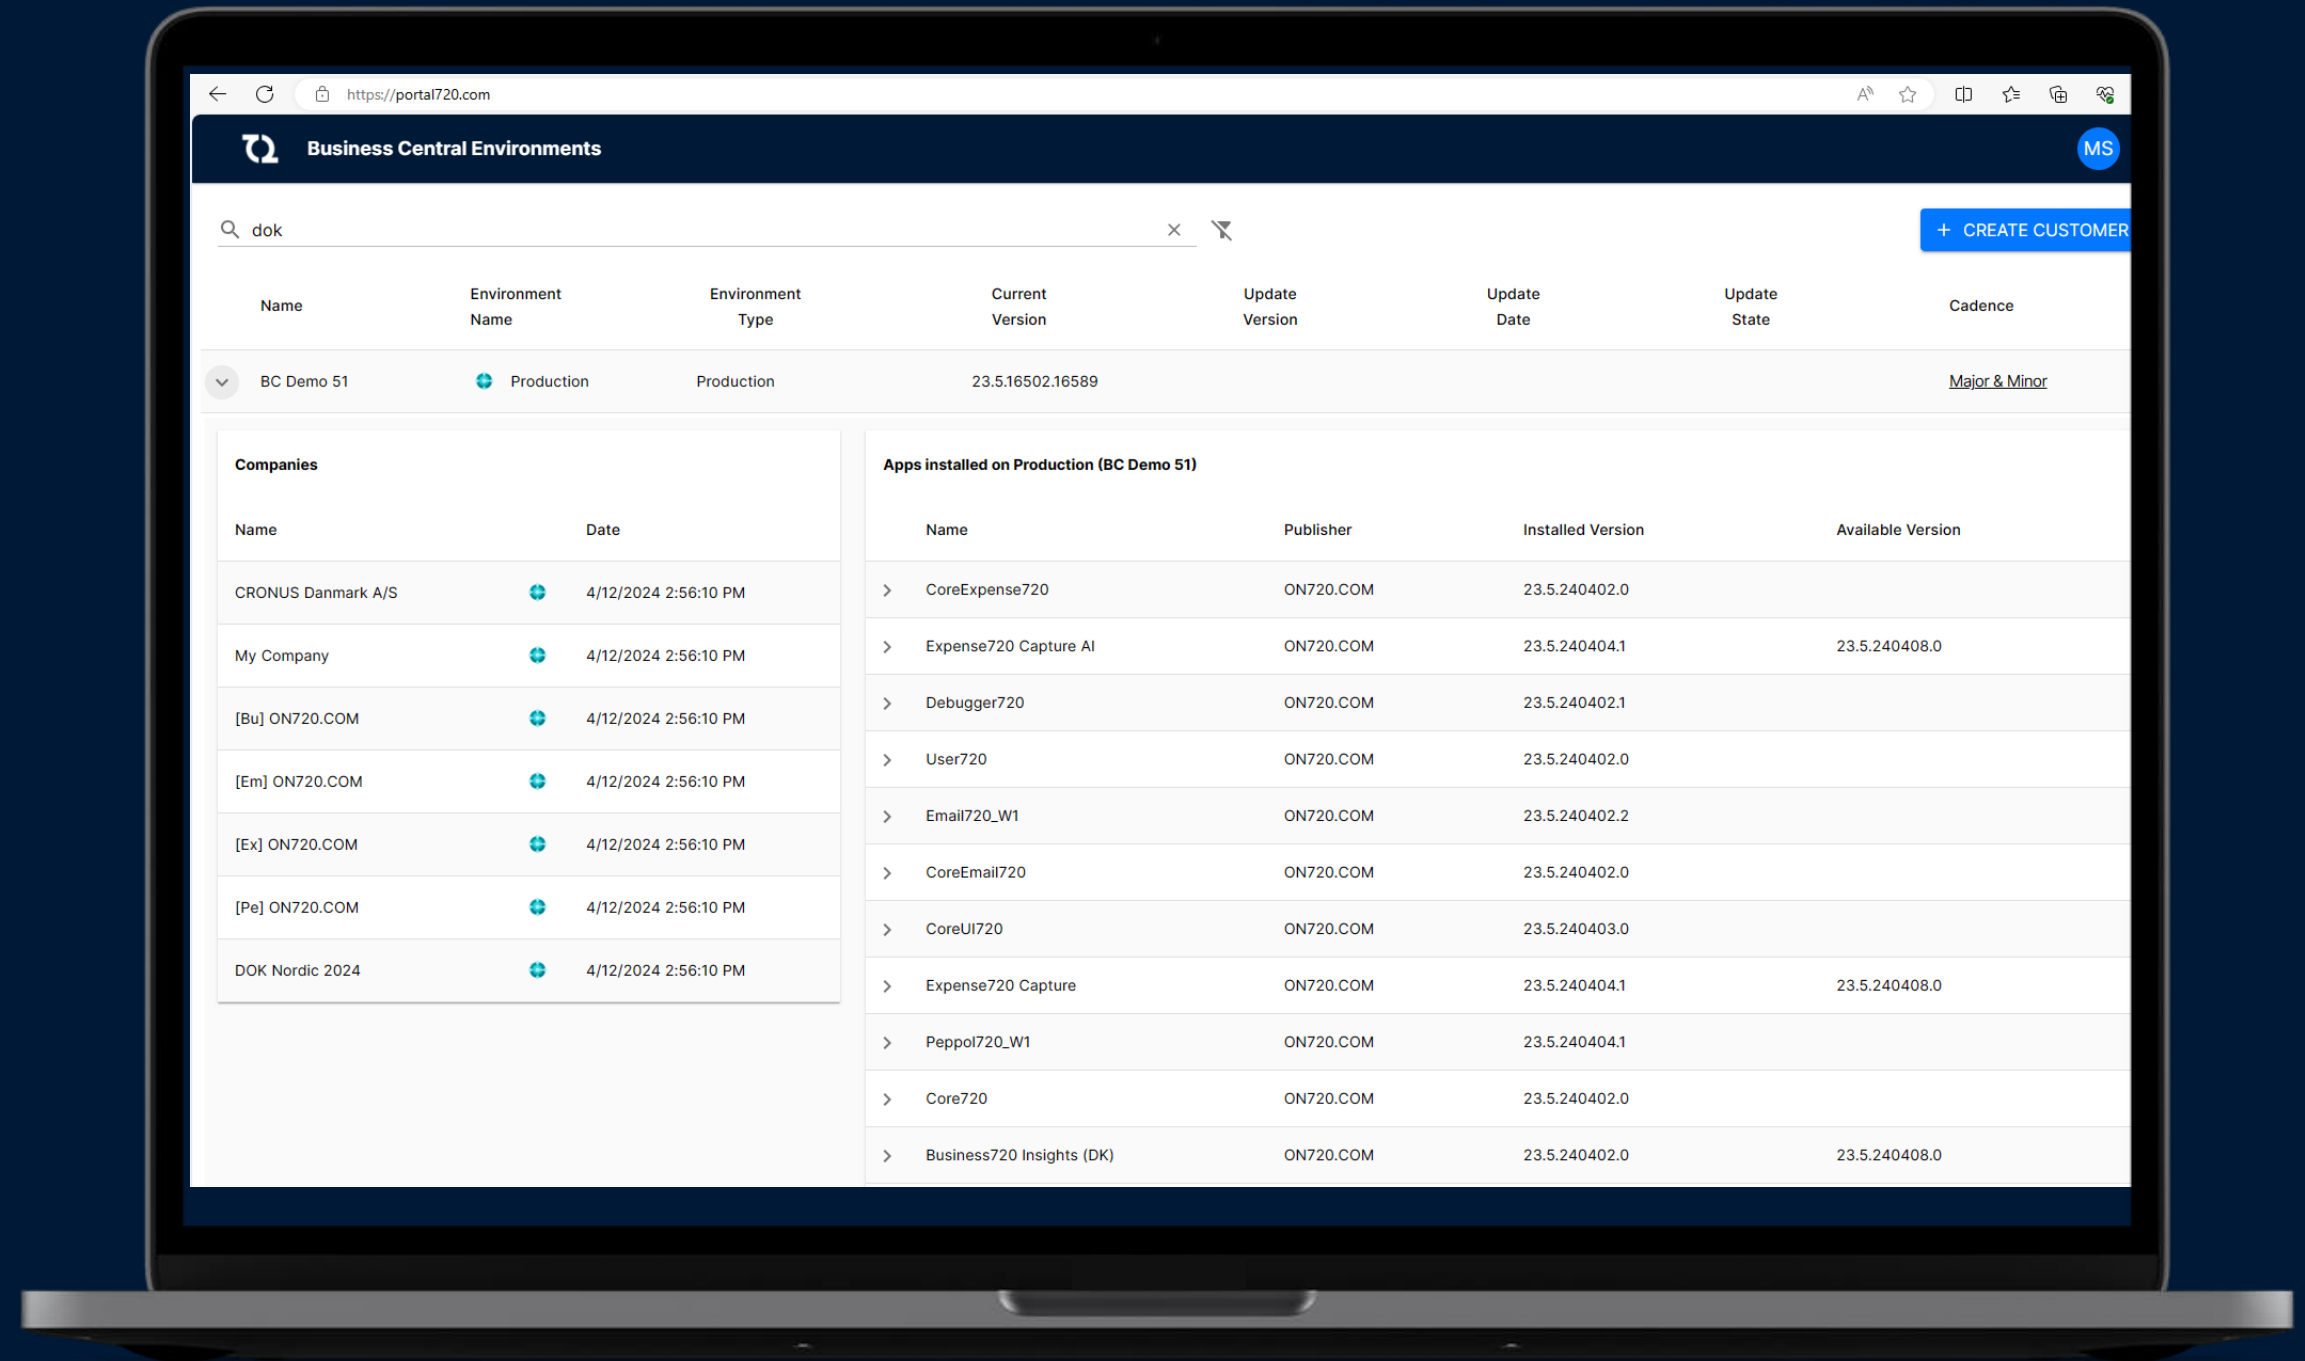 https://portal720.com
Business Central Environments
MS
dok
+ CREATE CUSTOMER
Name Environment Name Environment Type Current Version Update Version Update Date Update State Cadence
BC Demo 51 Production Production 23.5.16502.16589 Major & Minor
Companies
Name Date
CRONUS Danmark A/S 4/12/2024 2:56:10 PM
My Company 4/12/2024 2:56:10 PM
[Bu] ON720.COM 4/12/2024 2:56:10 PM
[Em] ON720.COM 4/12/2024 2:56:10 PM
[Ex] ON720.COM 4/12/2024 2:56:10 PM
[Pe] ON720.COM 4/12/2024 2:56:10 PM
DOK Nordic 2024 4/12/2024 2:56:10 PM
Apps installed on Production (BC Demo 51)
Name Publisher Installed Version Available Version
CoreExpense720 ON720.COM 23.5.240402.0
Expense720 Capture AI ON720.COM 23.5.240404.1 23.5.240408.0
Debugger720 ON720.COM 23.5.240402.1
User720 ON720.COM 23.5.240402.0
Email720_W1 ON720.COM 23.5.240402.2
CoreEmail720 ON720.COM 23.5.240402.0
CoreUI720 ON720.COM 23.5.240403.0
Expense720 Capture ON720.COM 23.5.240404.1 23.5.240408.0
Peppol720_W1 ON720.COM 23.5.240404.1
Core720 ON720.COM 23.5.240402.0
Business720 Insights (DK) ON720.COM 23.5.240402.0 23.5.240408.0